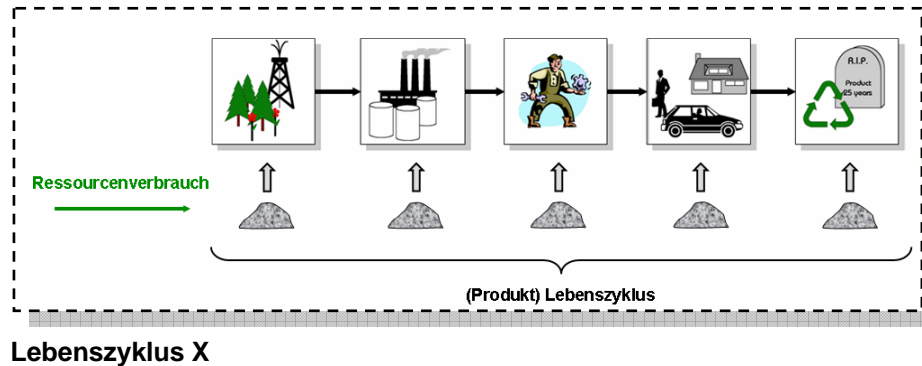 R.I.P.
Product
25 years
Ressourcenverbrauch
(Produkt) Lebenszyklus
Lebenszyklus X